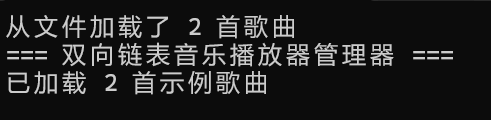 从文件加载了 2 首歌曲
=== 双向链表音乐播放器管理器 ===
已加载 2 首示例歌曲